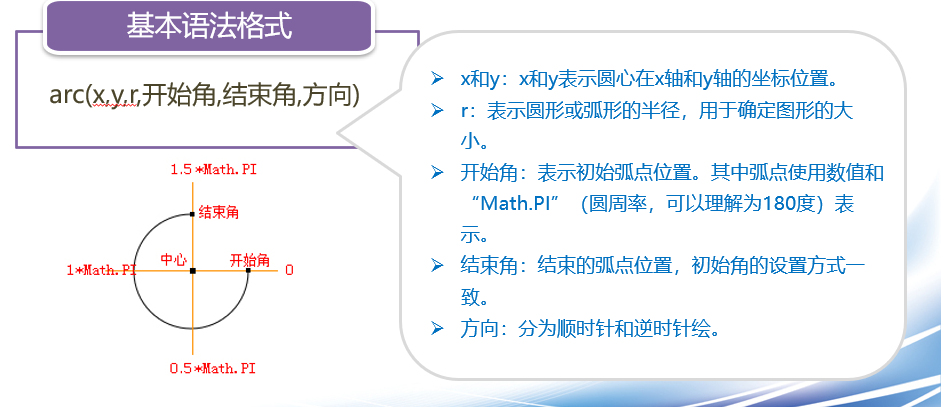 基本语法格式
arc(x,y,r,开始角,结束角,方向)
x和y：x和y表示圆心在x轴和y轴的坐标位置。
r：表示圆形或弧形的半径，用于确定图形的大
小。
开始角：表示初始弧点位置。其中弧点使用数值和
“Math.PI”（圆周率，可以理解为180度）表
示。
结束角：结束的弧点位置，初始角的设置方式一
致。
方向：分为顺时针和逆时针绘。
1.5*Math.PI
结束角
中心
开始角
1*Math.PI
0
0.5*Math.PI